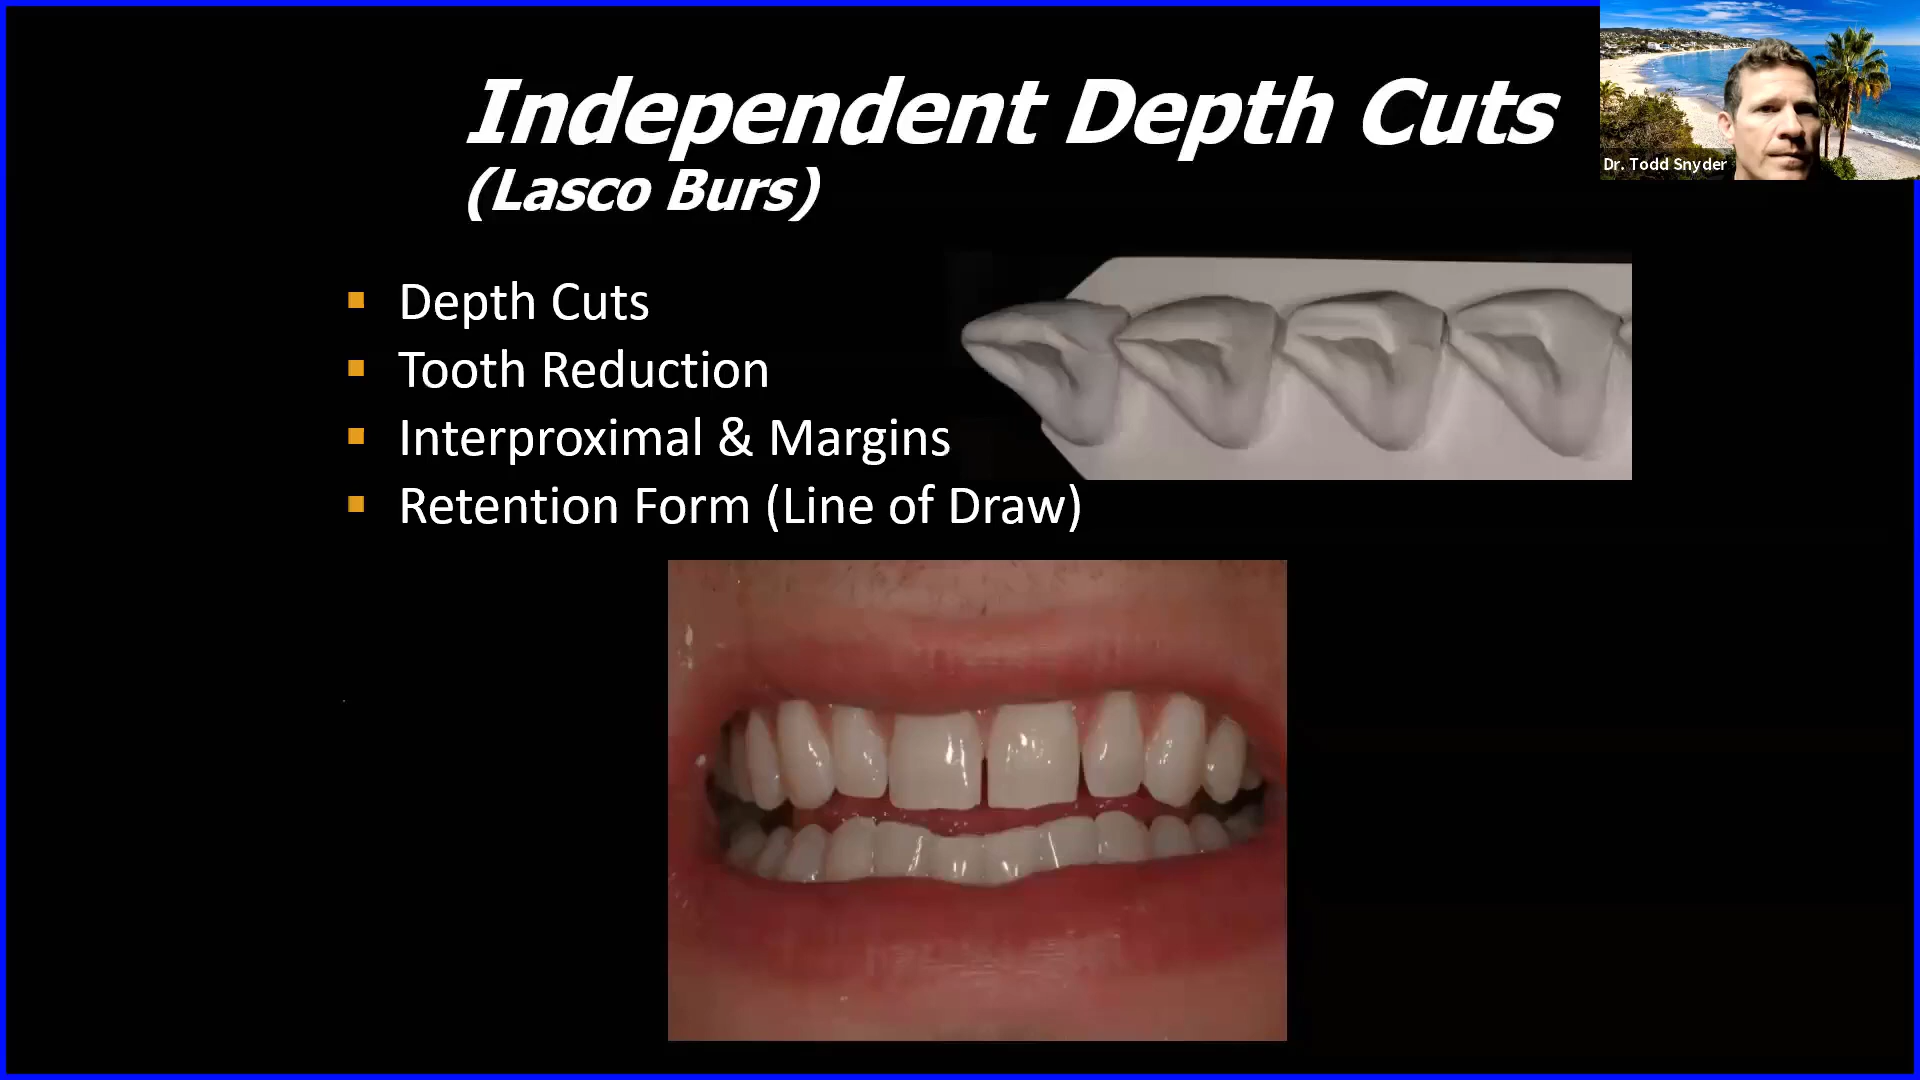 Independent Depth Cuts
(Lasco Burs)
Dr. Todd Snyder
Depth Cuts
Tooth Reduction
Interproximal & Margins
Retention Form (Line of Draw)